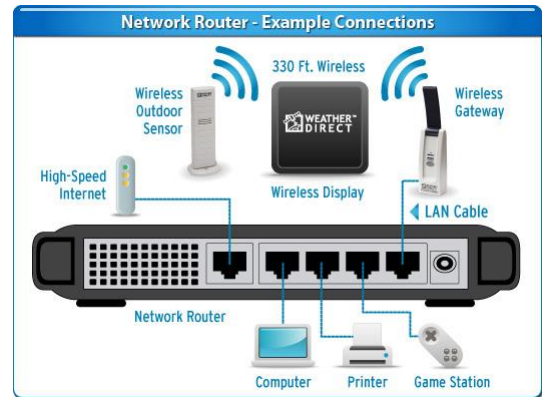 Network Router - Example Connections
330 Ft. Wireless
Wireless
Outdoor
Sensor
WEATHER™
DIRECT
Wireless
Gateway
High-Speed
Internet
Wireless Display
LAN Cable
Network Router
Computer
Printer
Game Station